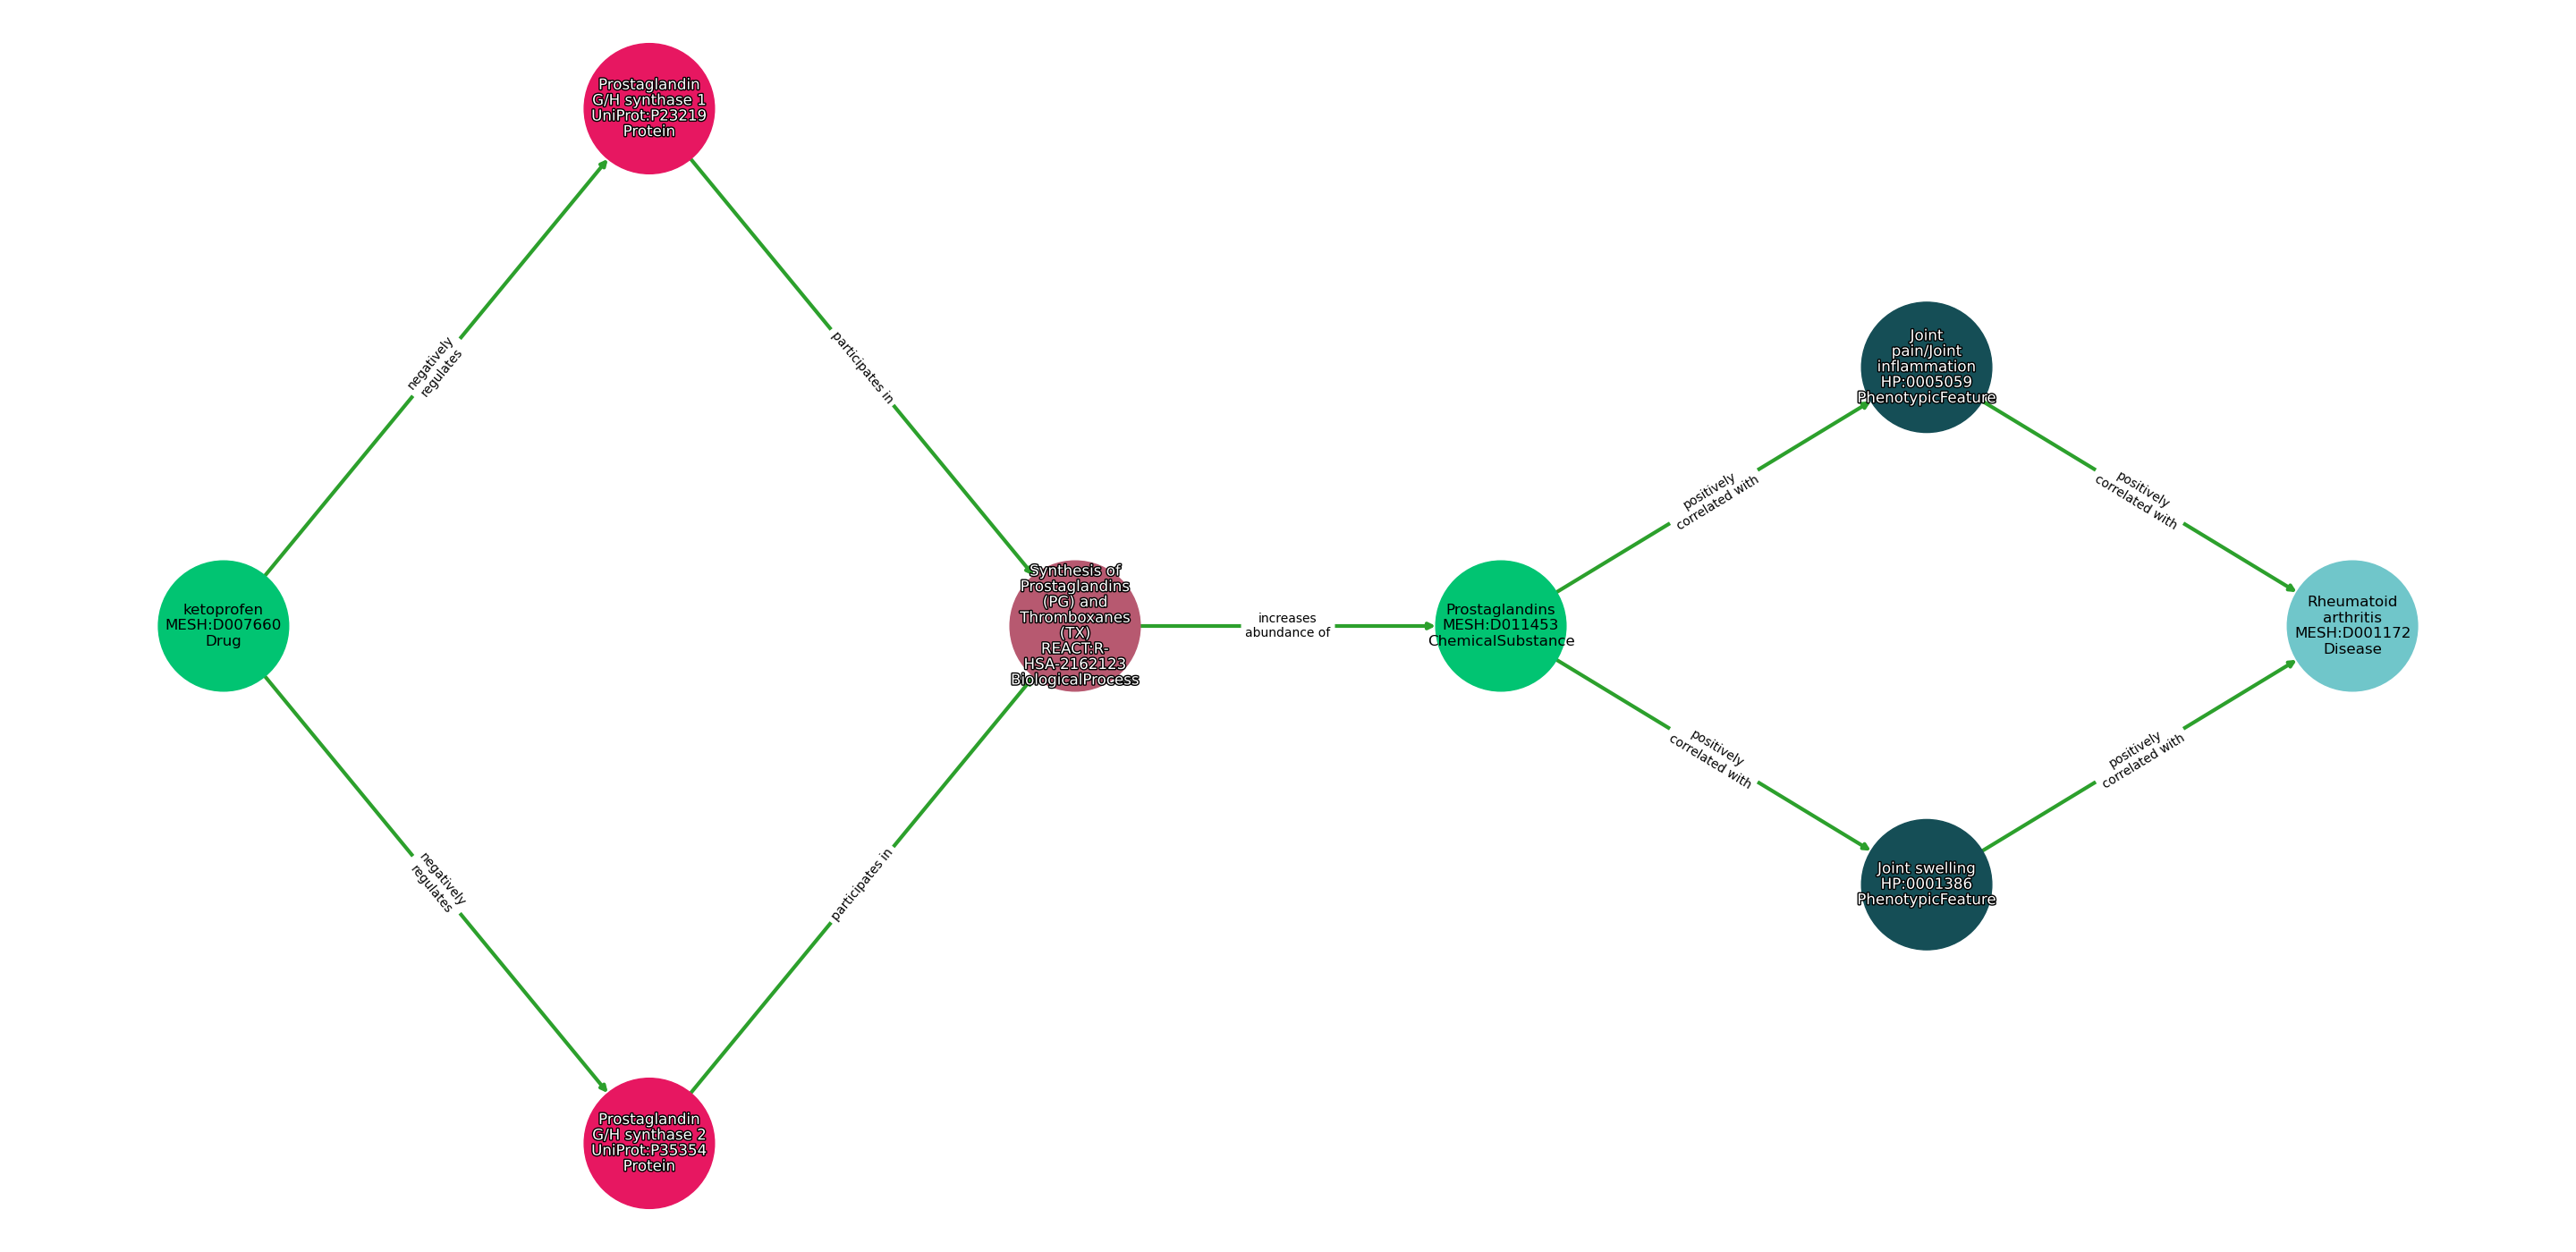 Prostaglandin
G/H synthase 1
UniProt:P23219
Protein
negatively
regulates
participates in
Joint
pain/Joint
inflammation
HP:0005059
PhenotypicFeature
positively
correlated with
positively
correlated with
ketoprofen
MESH:D007660
Drug
Synthesis of
Prostaglandins
(PG) and
Thromboxanes
(TX)
REACT:R-
HSA-2162123
BiologicalProcess
increases
abundance of
Prostaglandins
MESH:D011453
ChemicalSubstance
Rheumatoid
arthritis
MESH:D001172
Disease
positively
correlated with
positively
correlated with
negatively
regulates
participates in
Joint swelling
HP:0001386
PhenotypicFeature
Prostaglandin
G/H synthase 2
UniProt:P35354
Protein